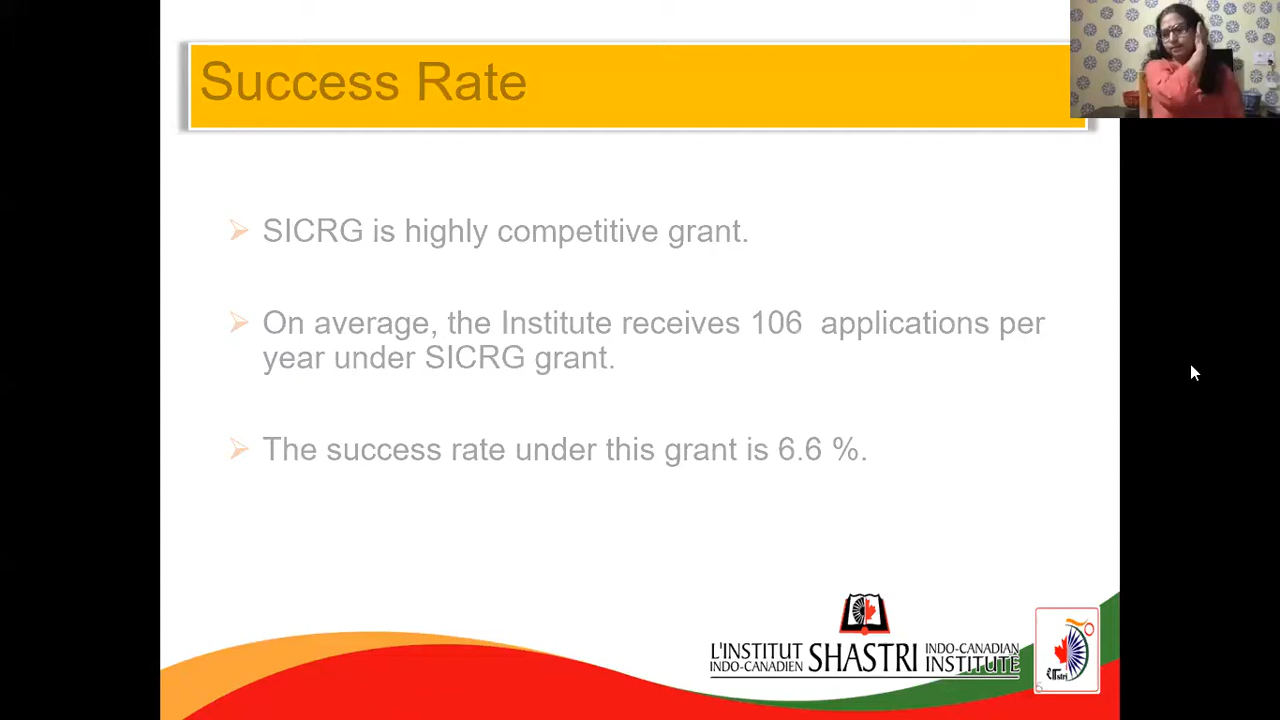 Success Rate
SICRG is highly competitive grant.
On average, the Institute receives 106 applications per
year under SICRG grant.
The success rate under this grant is 6.6 %.
L'INSTITUT
INDO-CANADIEN
SHASTRI
INDO-CANADIAN
INSTITUTE